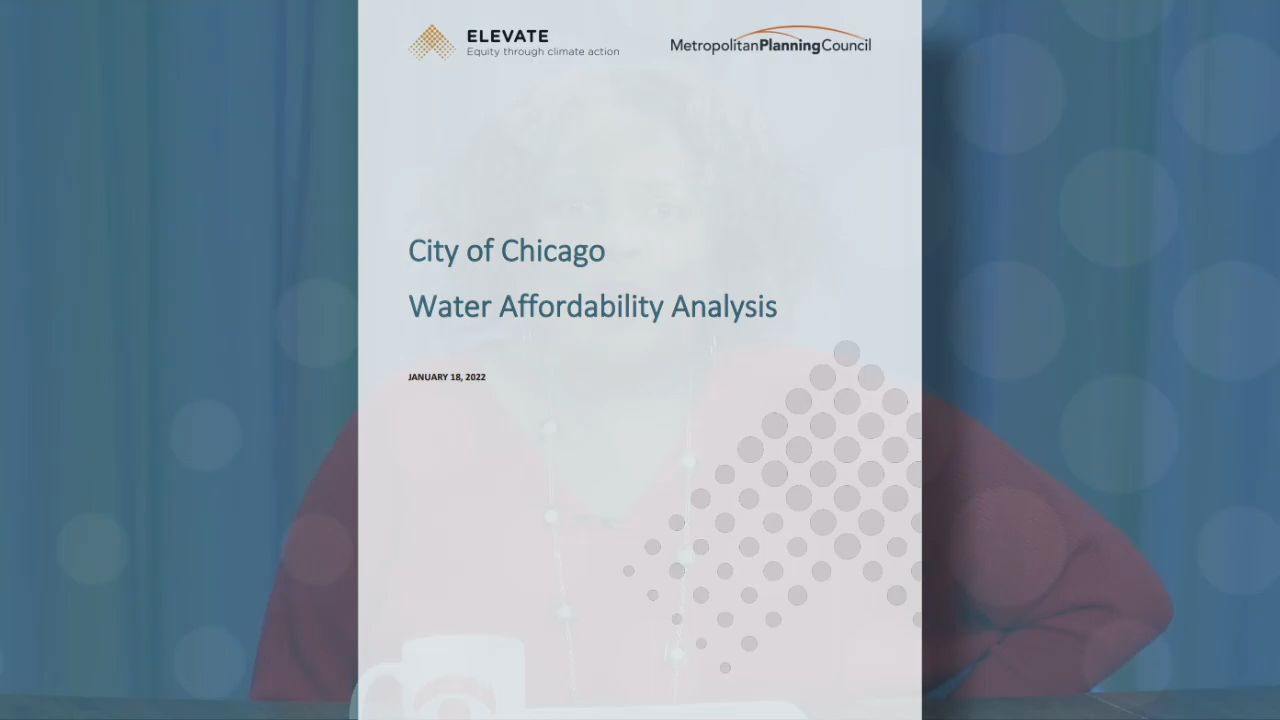 ELEVATE
Equity through climate action
MetropolitanPlanningCouncil
City of Chicago
Water Affordability Analysis
JANUARY 18, 2022